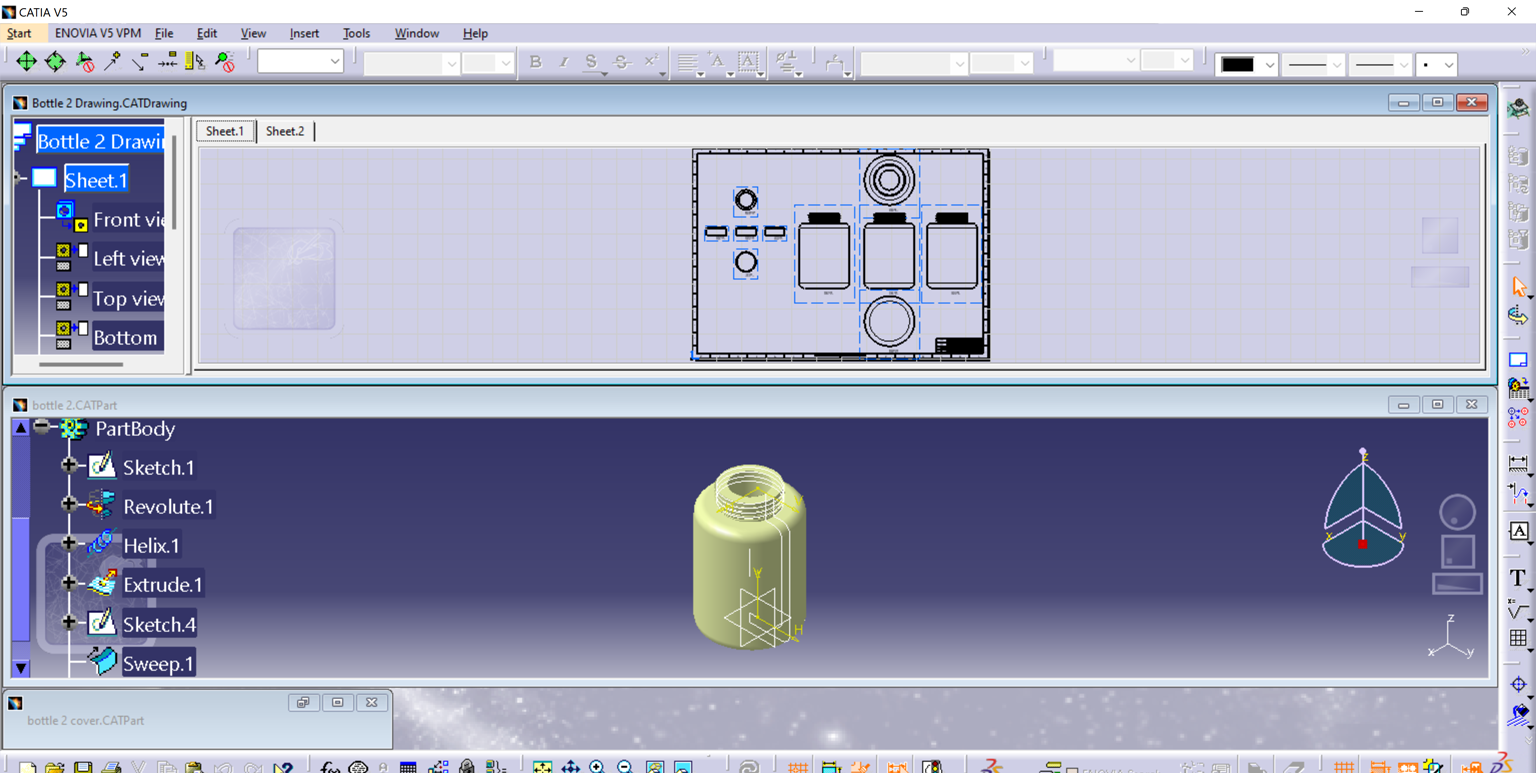 CATIA V5
Start ENOVIA V5 VPM File Edit View Insert Tools Window Help
Bottle 2 Drawing.CATDrawing
Sheet.1 Sheet.2
Bottle 2 Drawi
Sheet.1
Front vie
Left view
Top view
Bottom
bottle 2.CATPart
PartBody
Sketch.1
Revolute.1
Helix.1
Extrude.1
Sketch.4
Sweep.1
V
H
z
x y
z
x y
bottle 2 cover.CATPart